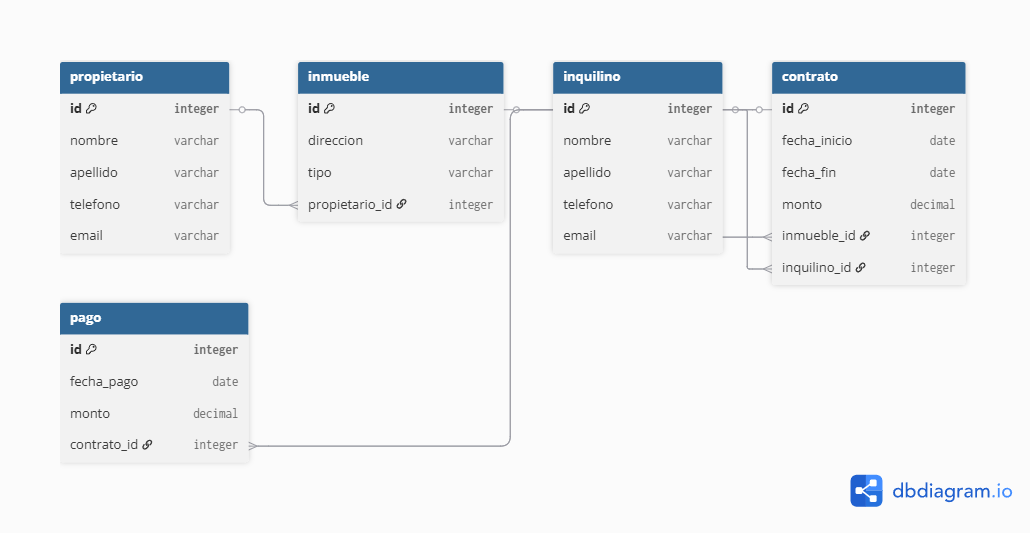 propietario
id integer
nombre varchar
apellido varchar
telefono varchar
email varchar
inmueble
id integer
direccion varchar
tipo varchar
propietario_id integer
inquilino
id integer
nombre varchar
apellido varchar
telefono varchar
email varchar
contrato
id integer
fecha_inicio date
fecha_fin date
monto decimal
inmueble_id integer
inquilino_id integer
pago
id integer
fecha_pago date
monto decimal
contrato_id integer
dbdiagram.io